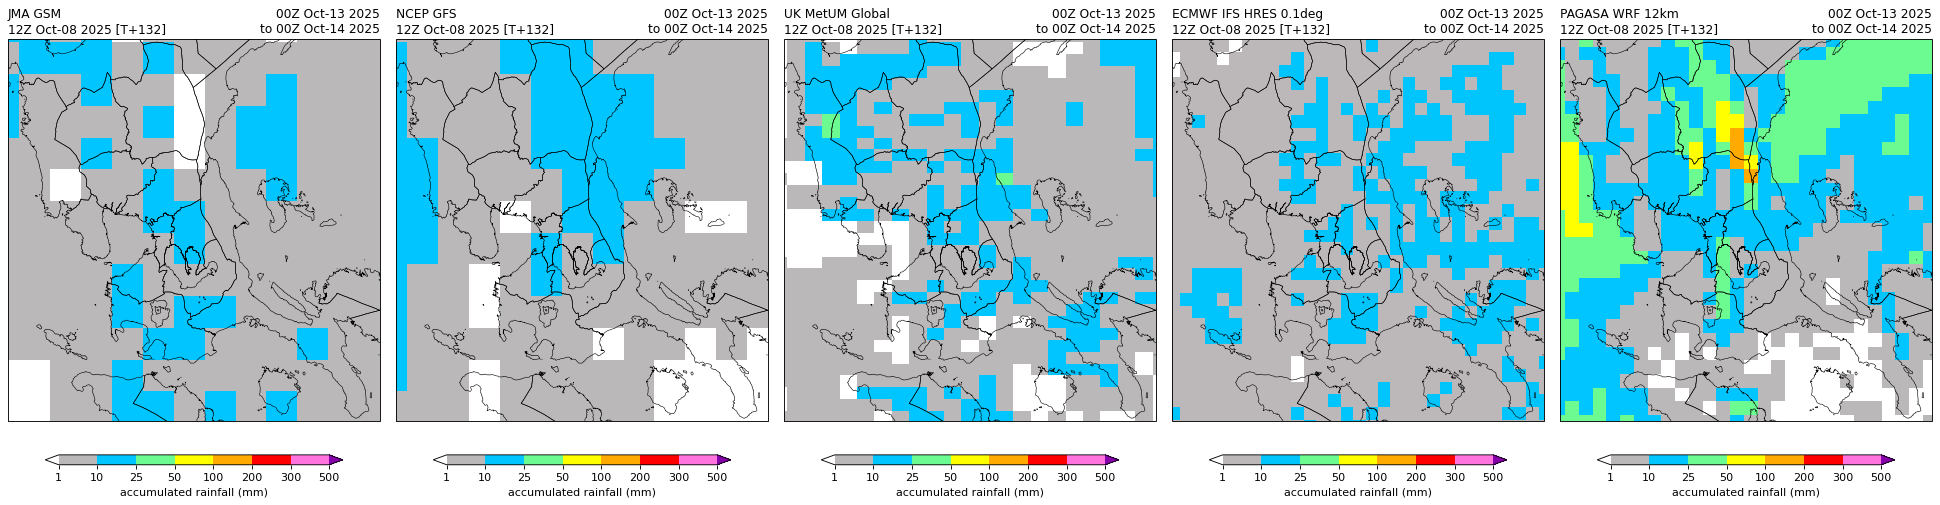 JMA GSM
00Z Oct-13 2025
12Z Oct-08 2025 [T+132]
to 00Z Oct-14 2025
NCEP GFS
00Z Oct-13 2025
12Z Oct-08 2025 [T+132]
to 00Z Oct-14 2025
UK MetUM Global
00Z Oct-13 2025
12Z Oct-08 2025 [T+132]
to 00Z Oct-14 2025
ECMWF IFS HRES 0.1deg
00Z Oct-13 2025
12Z Oct-08 2025 [T+132]
to 00Z Oct-14 2025
PAGASA WRF 12km
00Z Oct-13 2025
12Z Oct-08 2025 [T+132]
to 00Z Oct-14 2025
1 10 25 50 100 200 300 500
accumulated rainfall (mm)
1 10 25 50 100 200 300 500
accumulated rainfall (mm)
1 10 25 50 100 200 300 500
accumulated rainfall (mm)
1 10 25 50 100 200 300 500
accumulated rainfall (mm)
1 10 25 50 100 200 300 500
accumulated rainfall (mm)